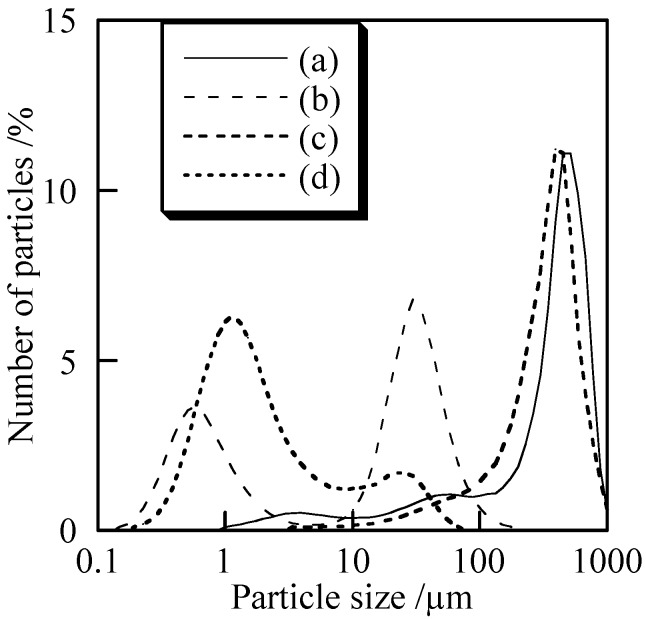 15
(a)
(b)
(c)
(d)
10
5
0
0.1 1 10 100 1000
Number of particles /%
Particle size /μm